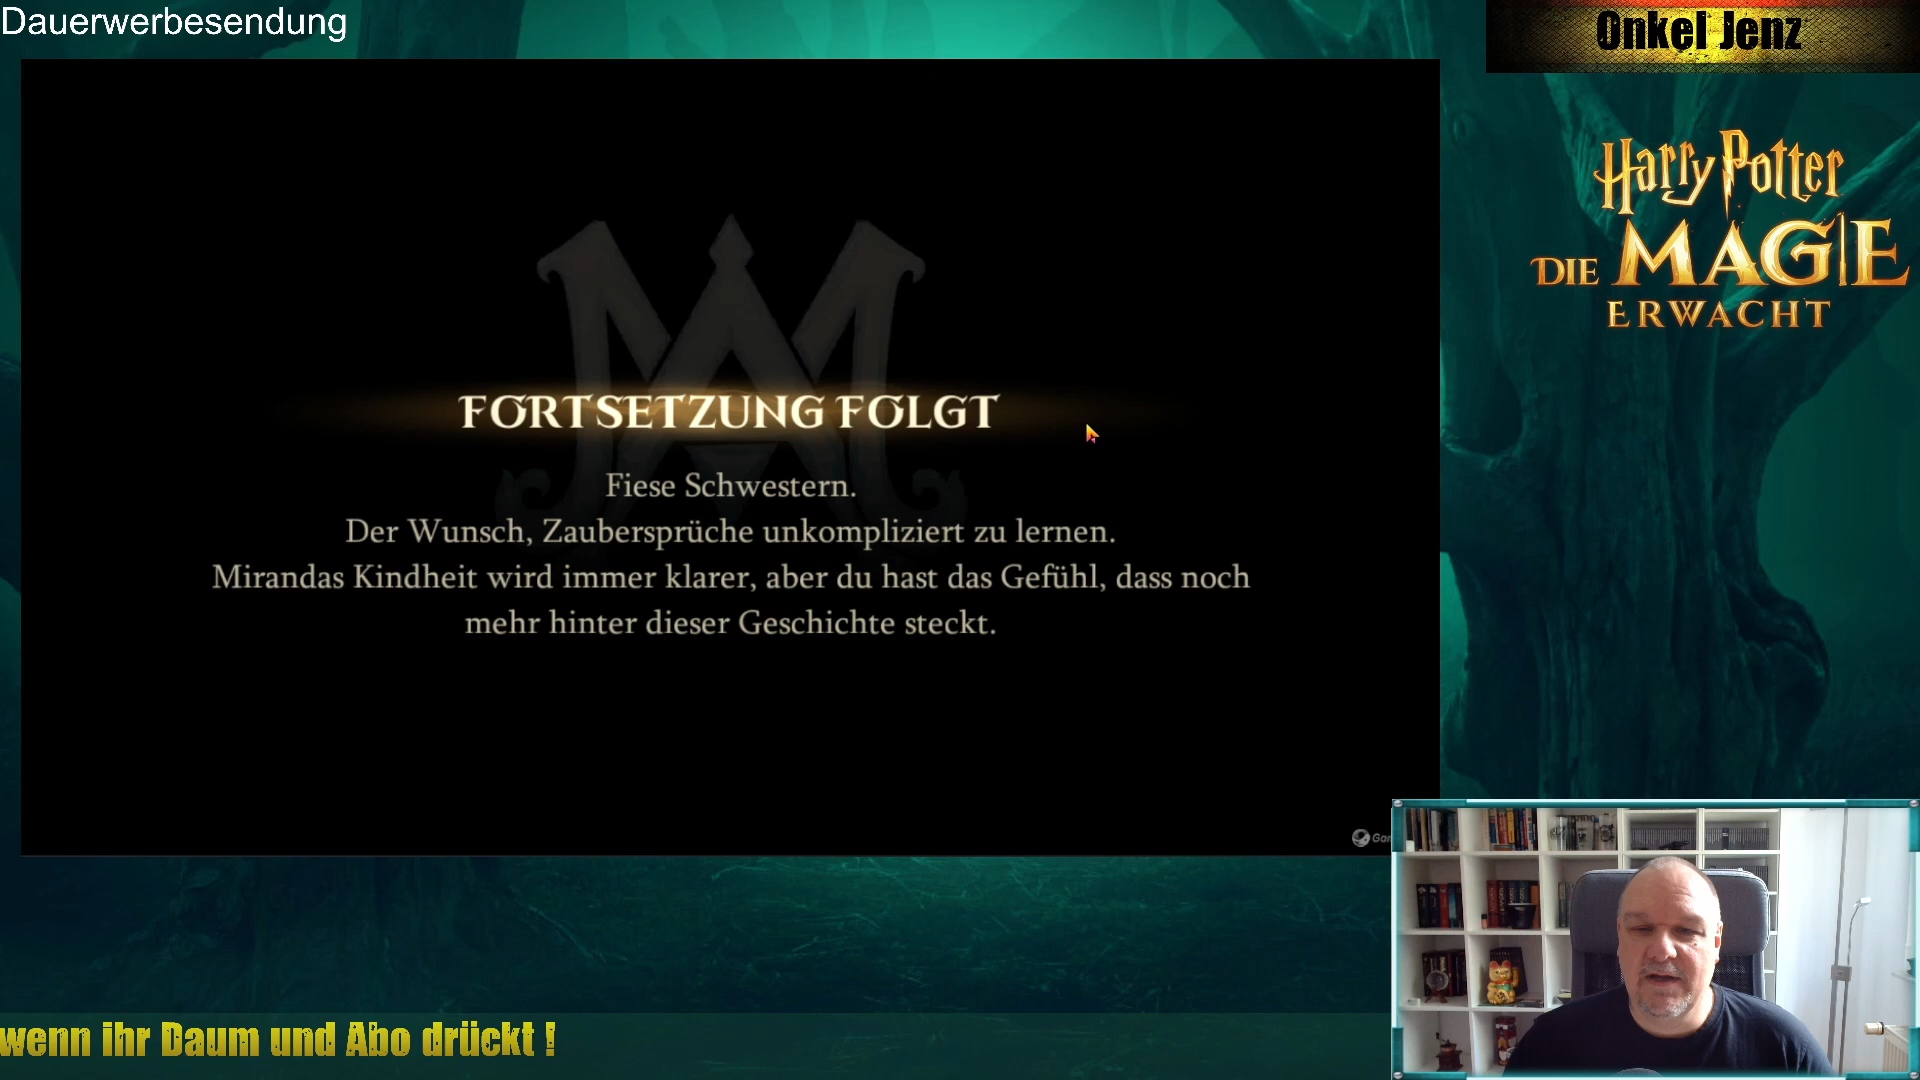 Dauerwerbesendung
Onkel Jenz
Harry Potter
DIE MAGIE
ERWACHT
FORTSETZUNG FOLGT
Fiese Schwestern.
Der Wunsch, Zaubersprüche unkompliziert zu lernen.
Mirandas Kindheit wird immer klarer, aber du hast das Gefühl, dass noch
mehr hinter dieser Geschichte steckt.
wenn ihr Daum und Abo drückt !